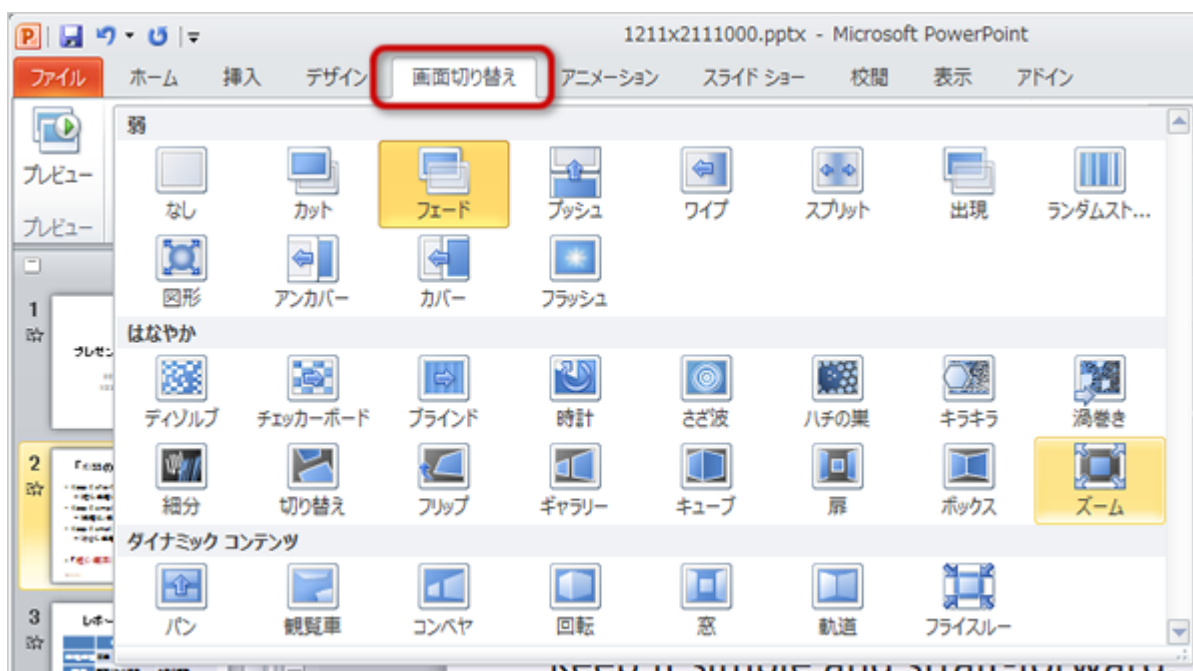 1211x2111000.pptx - Microsoft PowerPoint
ファイル ホーム 挿入 デザイン 画面切り替え アニメーション スライド ショー 校閲 表示 アドイン
プレビュー
プレビュー
弱
なし カット フェード プッシュ ワイプ スプリット 出現 ランダムスト...
図形 アンカバー カバー フラッシュ
はなやか
ディゾルブ チェッカーボード ブラインド 時計 さざ波 ハチの巣 キラキラ 渦巻き
細分 切り替え フリップ ギャラリー キューブ 扉 ボックス ズーム
ダイナミック コンテンツ
パン 観覧車 コンベヤ 回転 窓 軌道 フライスルー
1
プレゼン
2
3
レポー